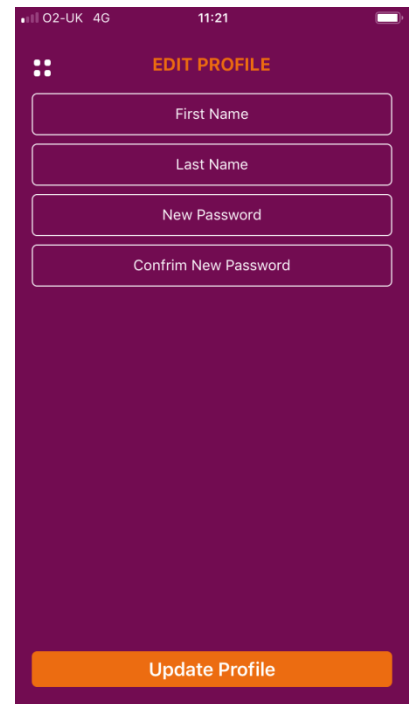 O2-UK 4G 11:21
EDIT PROFILE
First Name
Last Name
New Password
Confrim New Password
Update Profile